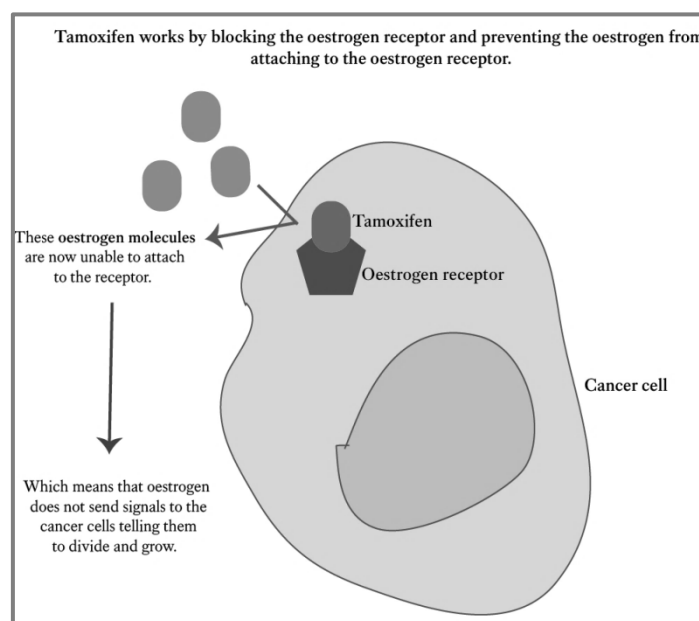 Tamoxifen works by blocking the oestrogen receptor and preventing the oestrogen from
attaching to the oestrogen receptor.
Tamoxifen
These oestrogen molecules
are now unable to attach
to the receptor.
Oestrogen receptor
Cancer cell
Which means that oestrogen
does not send signals to the
cancer cells telling them
to divide and grow.